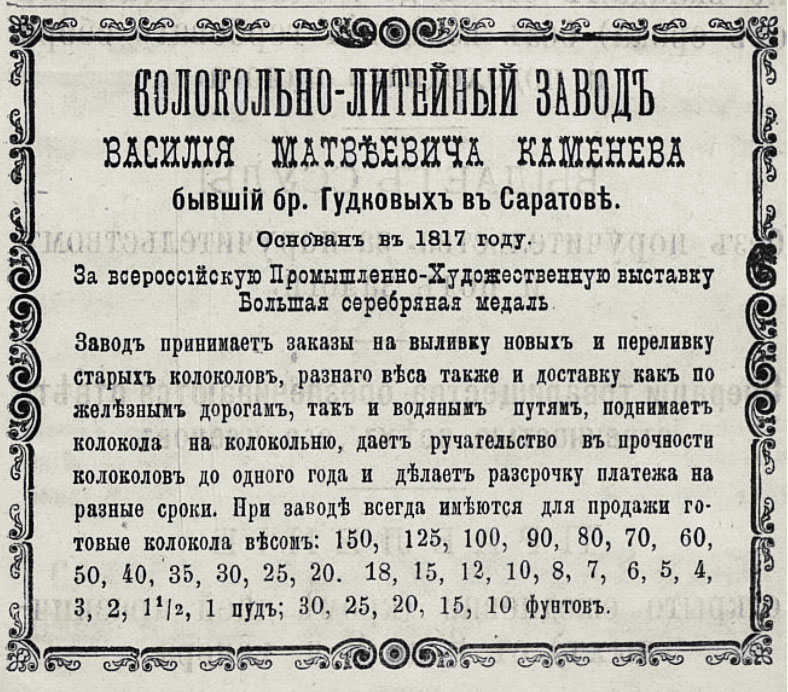 КОЛОКОЛЬНО-ЛИТЕЙНЫЙ ЗАВОДЪ
ВАСИЛІЯ МАТВѢЕВИЧА КАМЕНЕВА
бывшій бр. Гудковыхъ въ Саратовѣ.
Основанъ въ 1817 году.
За всероссійскую Промышленно-Художественную выставку
Большая серебряная медаль
Заводъ принимаетъ заказы на выливку новыхъ и переливку
старыхъ колоколовъ, разнаго вѣса также и доставку какъ по
желѣзнымъ дорогамъ, такъ и водянымъ путямъ, поднимаетъ
колокола на колокольню, даетъ ручательство въ прочности
колоколовъ до одного года и дѣлаетъ разсрочку платежа на
разные сроки. При заводѣ всегда имѣются для продажи го-
товые колокола вѣсомъ: 150, 125, 100, 90, 80, 70, 60,
50, 40, 35, 30, 25, 20. 18, 15, 12, 10, 8, 7, 6, 5, 4,
3, 2, 1¹/₂, 1 пудъ; 30, 25, 20, 15, 10 фунтовъ.